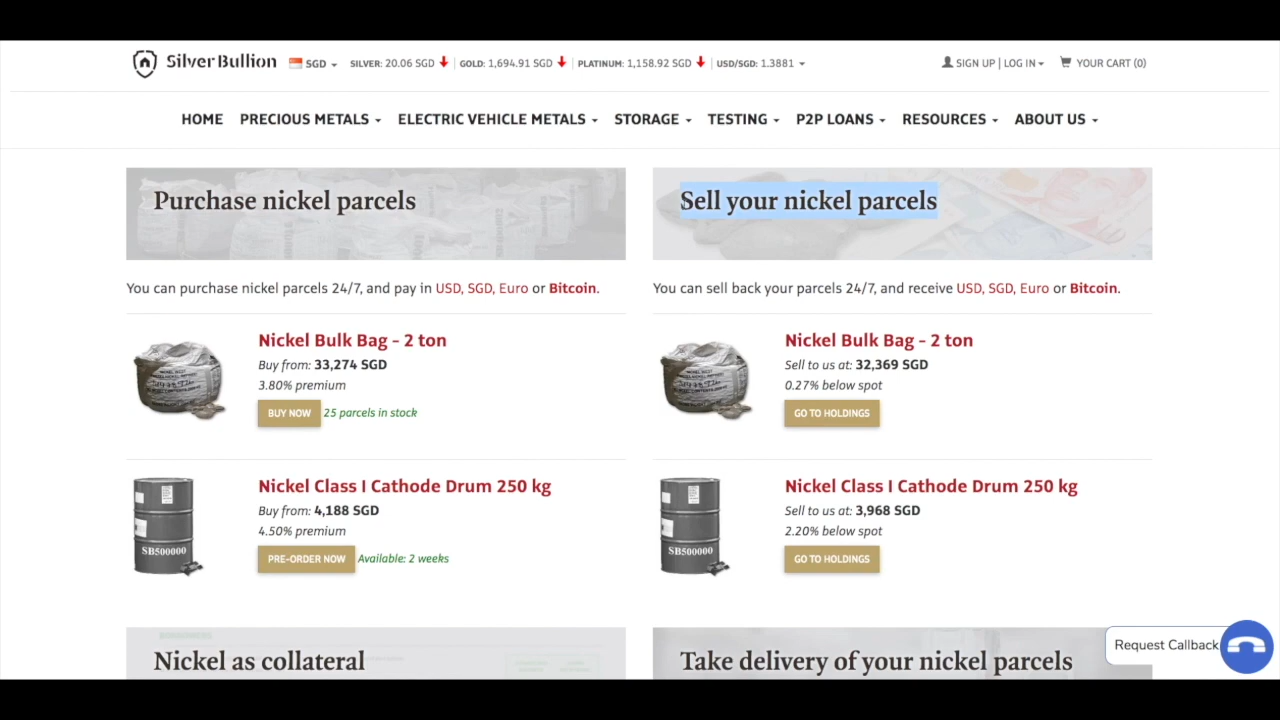 Silver Bullion SGD SILVER: 20.06 SGD GOLD: 1,694.91 SGD PLATINUM: 1,158.92 SGD USD/SGD: 1.3881 SIGN UP | LOG IN YOUR CART (0)
HOME PRECIOUS METALS ELECTRIC VEHICLE METALS STORAGE TESTING P2P LOANS RESOURCES ABOUT US
Purchase nickel parcels
You can purchase nickel parcels 24/7, and pay in USD, SGD, Euro or Bitcoin.
Nickel Bulk Bag - 2 ton
Buy from: 33,274 SGD
3.80% premium
BUY NOW 25 parcels in stock
SB500000
Nickel Class I Cathode Drum 250 kg
Buy from: 4,188 SGD
4.50% premium
PRE-ORDER NOW Available: 2 weeks
Nickel as collateral
Sell your nickel parcels
You can sell back your parcels 24/7, and receive USD, SGD, Euro or Bitcoin.
Nickel Bulk Bag - 2 ton
Sell to us at: 32,369 SGD
0.27% below spot
GO TO HOLDINGS
SB500000
Nickel Class I Cathode Drum 250 kg
Sell to us at: 3,968 SGD
2.20% below spot
GO TO HOLDINGS
Take delivery of your nickel parcels
Request Callback